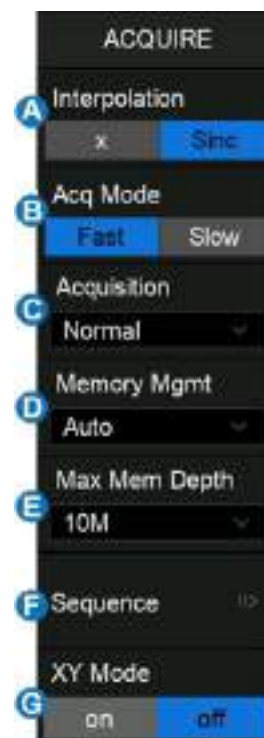 ACQUIRE
A Interpolation
x Sinc
B Acq Mode
Fast Slow
C Acquisition
Normal
D Memory Mgmt
Auto
E Max Mem Depth
10M
F Sequence
XY Mode
G on off